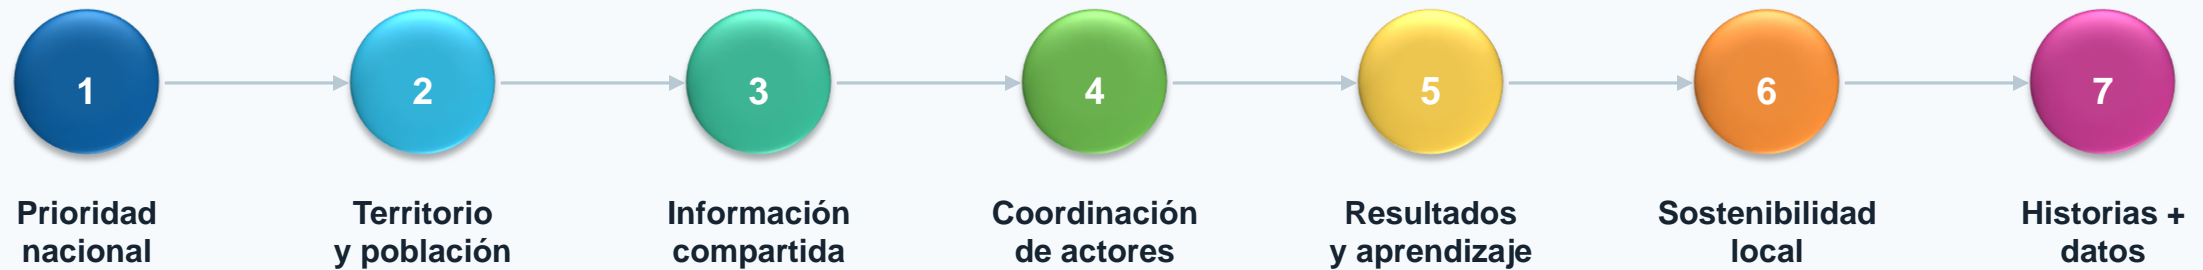 1
2
3
4
5
6
7
Prioridad
nacional
Territorio
y población
Información
compartida
Coordinación
de actores
Resultados
y aprendizaje
Sostenibilidad
local
Historias +
datos